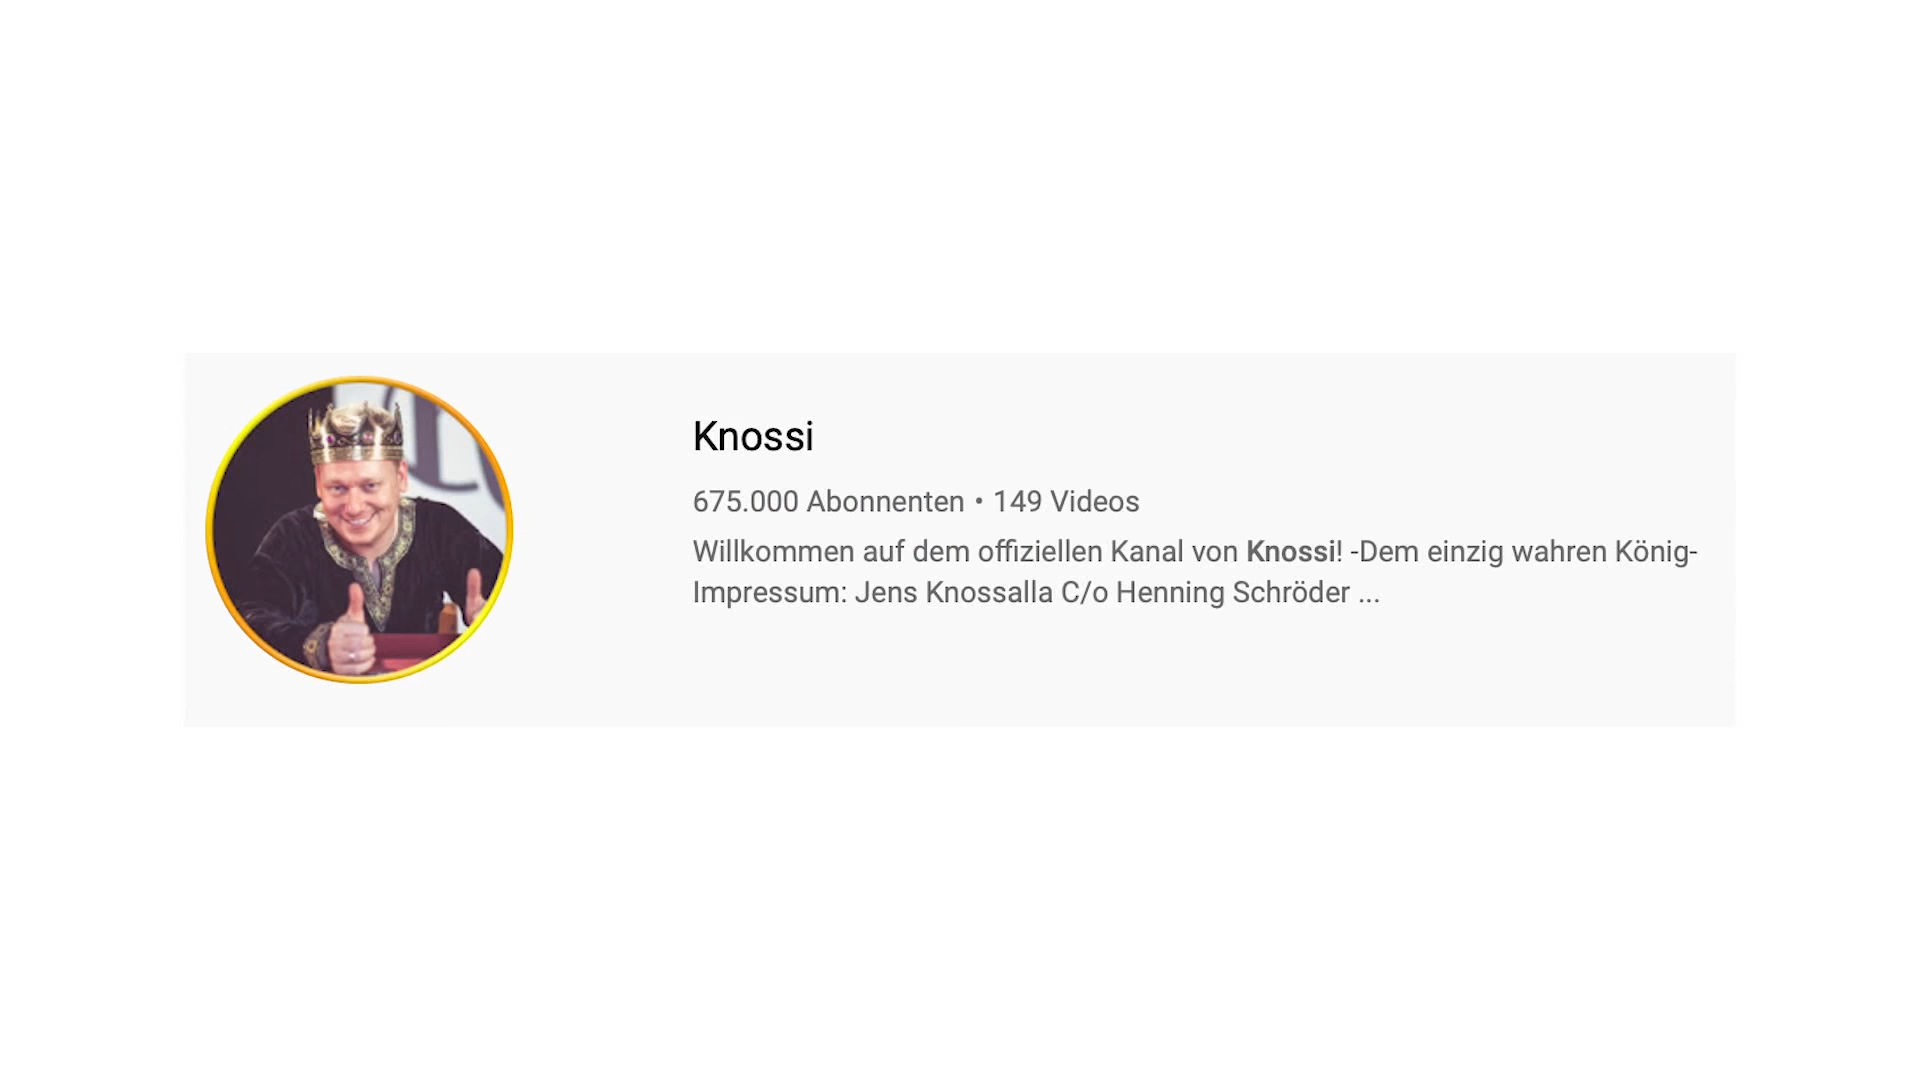 Knossi
675.000 Abonnenten • 149 Videos
Willkommen auf dem offiziellen Kanal von Knossi! -Dem einzig wahren König-
Impressum: Jens Knossalla C/o Henning Schröder ...